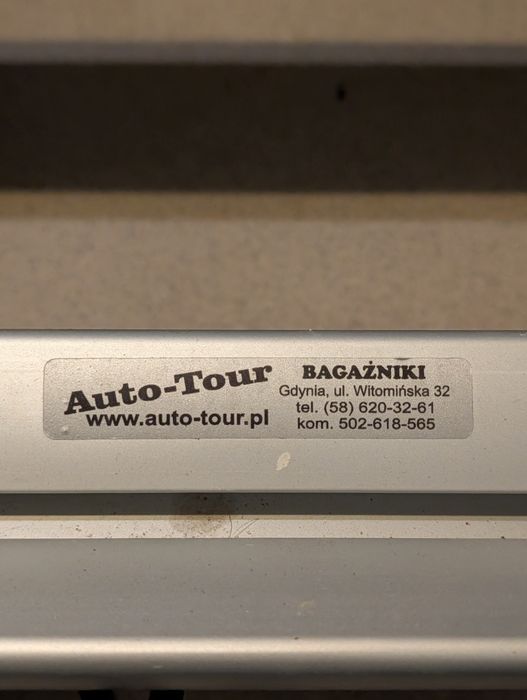 Auto-Tour
www.auto-tour.pl
BAGAŻNIKI
Gdynia, ul. Witomińska 32
tel. (58) 620-32-61
kom. 502-618-565